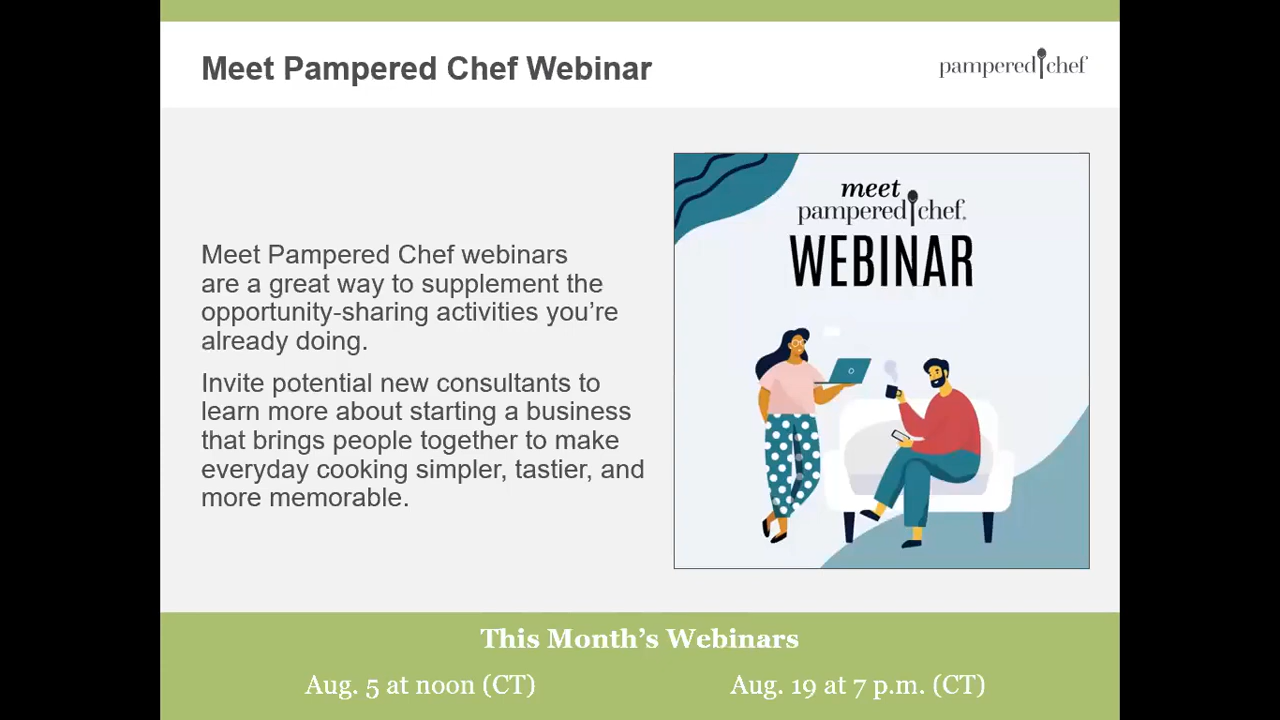 Meet Pampered Chef Webinar
pampered chef
Meet Pampered Chef webinars
are a great way to supplement the
opportunity-sharing activities you’re
already doing.
Invite potential new consultants to
learn more about starting a business
that brings people together to make
everyday cooking simpler, tastier, and
more memorable.
meet
pampered chef.
WEBINAR
This Month’s Webinars
Aug. 5 at noon (CT)
Aug. 19 at 7 p.m. (CT)